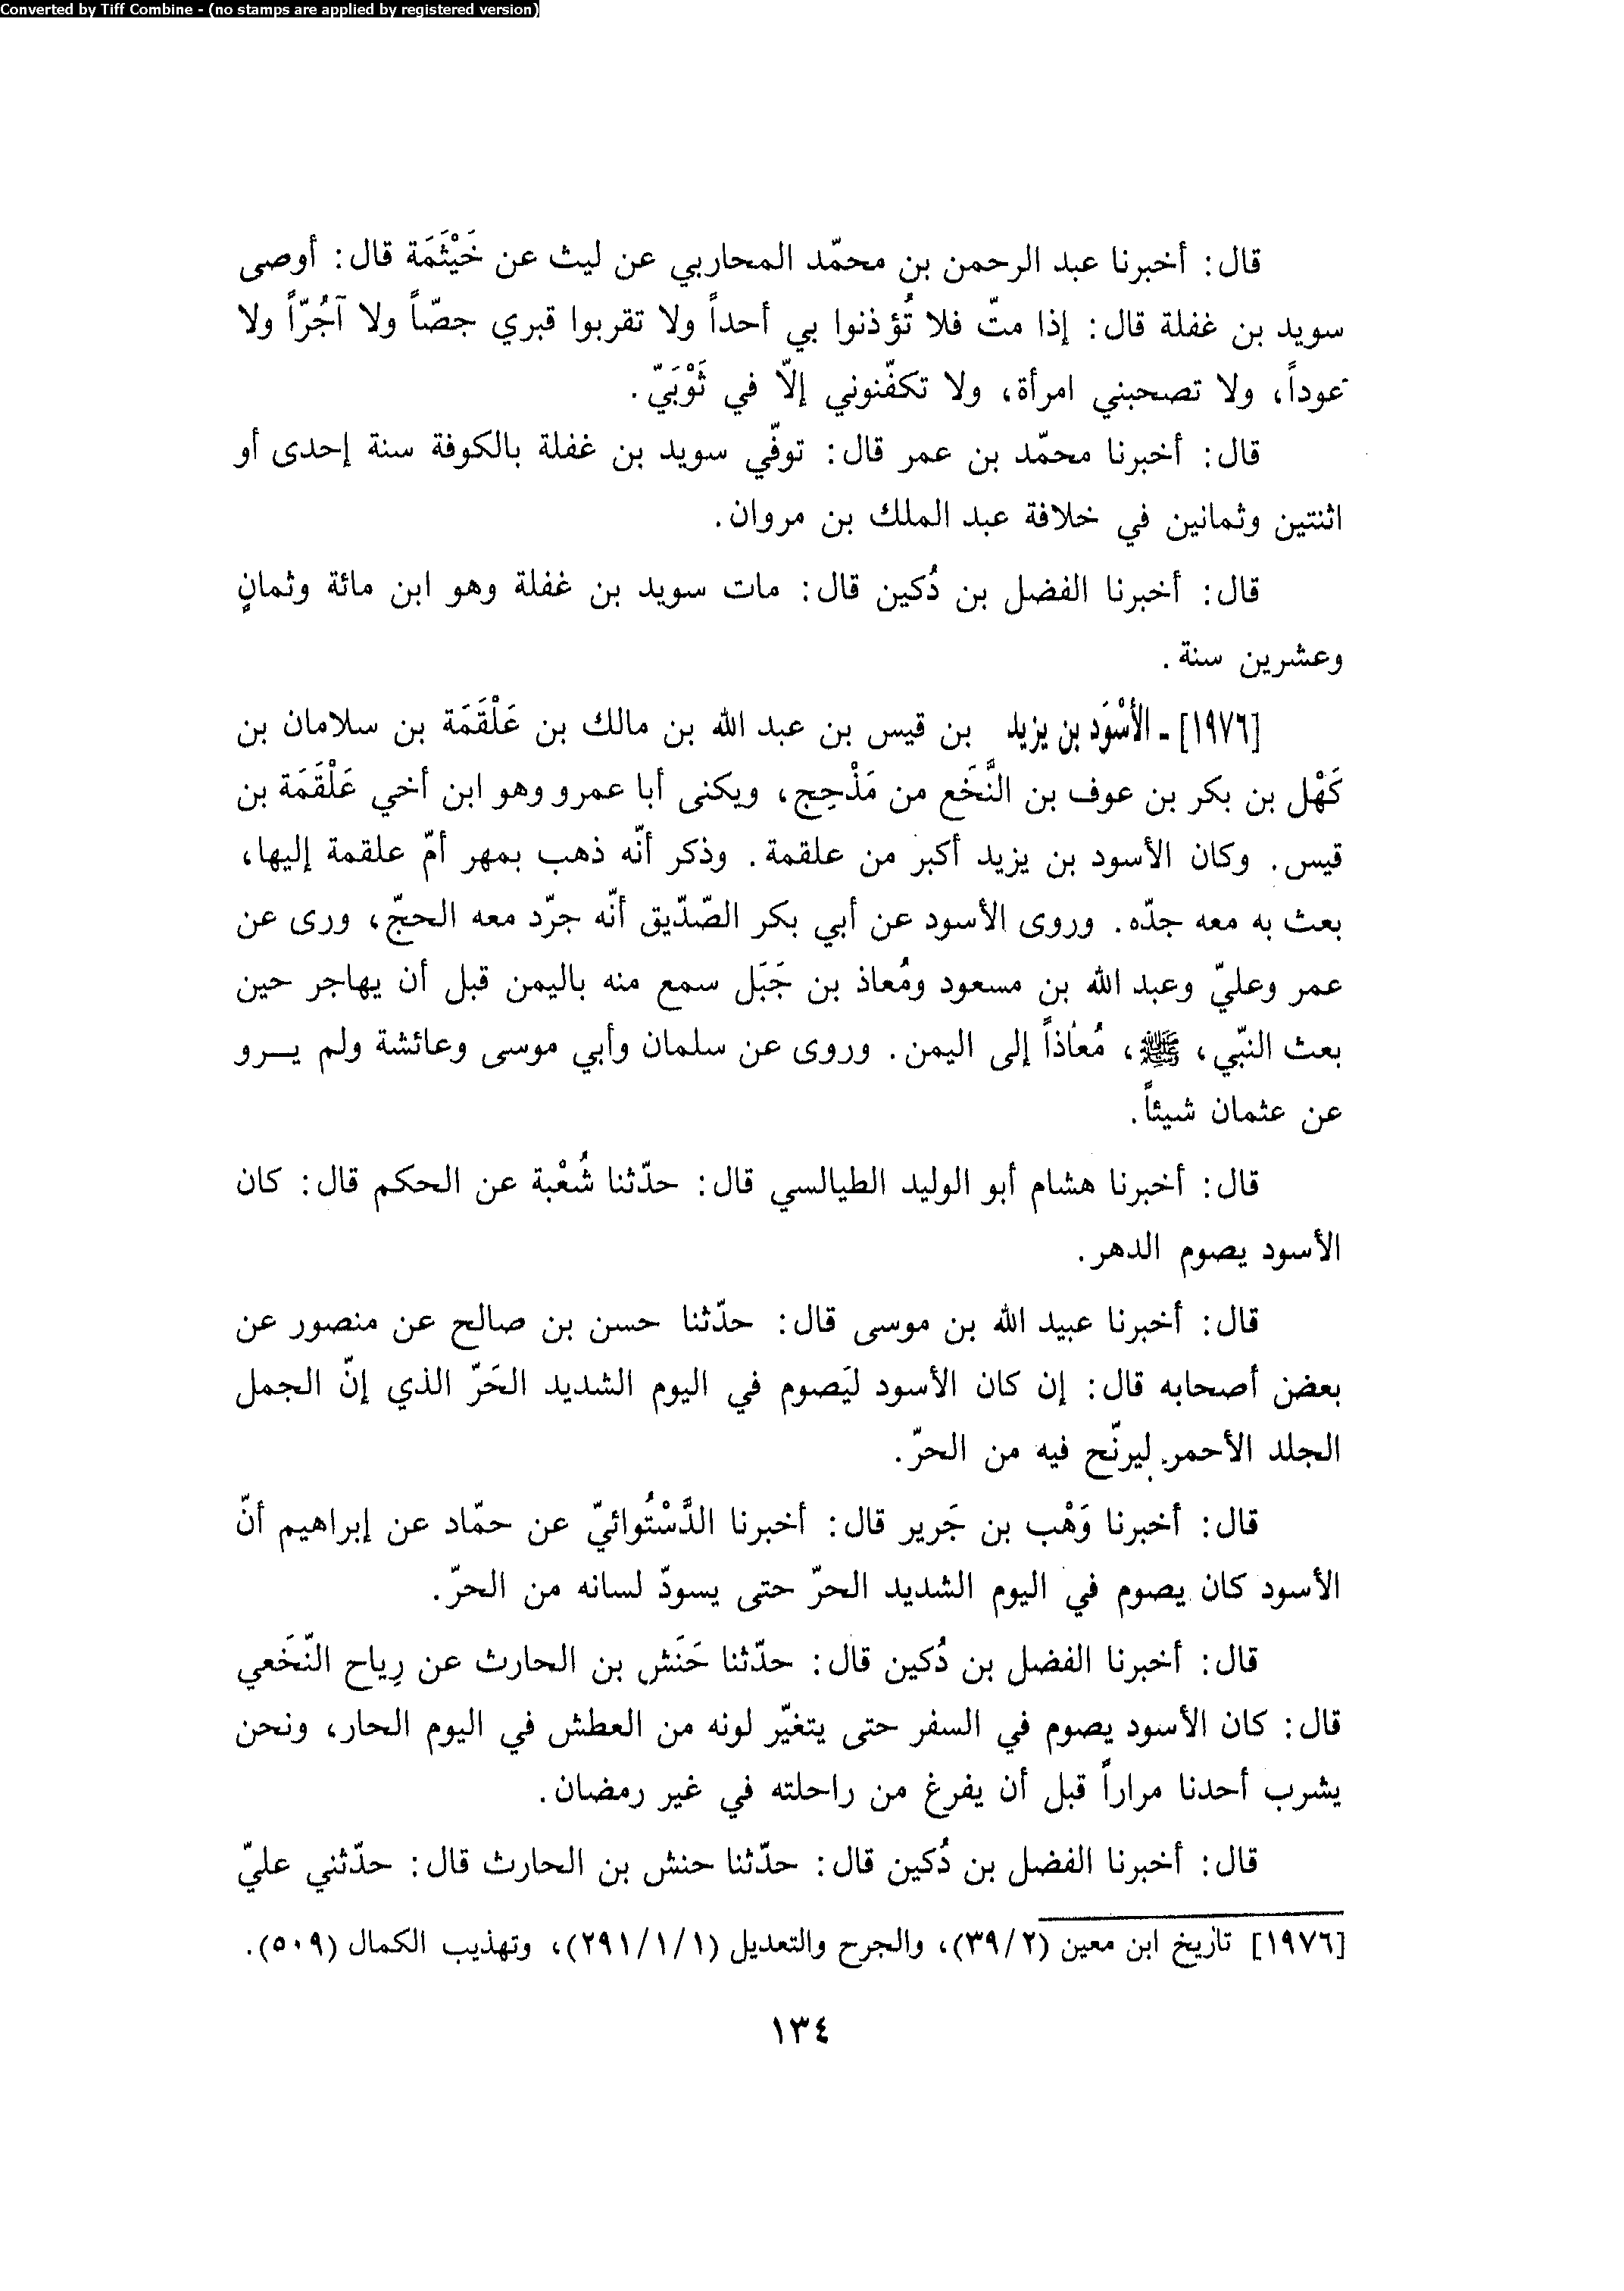 Converted by Tiff Combine - (no stamps are applied by registered version)
قال: أخبرنا عبد الرحمن بن محمّد المحاربي عن ليث عن خَيْثَمَة قال: أوصى
سويد بن غفلة قال: إذا متّ فلا تُؤذنوا بي أحداً ولا تقربوا قبري جصّاً ولا آجُرّاً ولا
عوداً، ولا تصحبني امرأة، ولا تكفّنوني إلّا في ثَوْبَيّ.
قال: أخبرنا محمّد بن عمر قال: توفّي سويد بن غفلة بالكوفة سنة إحدى أو
اثنتين وثمانين في خلافة عبد الملك بن مروان.
قال: أخبرنا الفضل بن دُكين قال: مات سويد بن غفلة وهو ابن مائة وثمانٍ
وعشرين سنة.
[١٩٧٦] - الأَسْوَد بن يزيد بن قيس بن عبد الله بن مالك بن عَلْقَمَة بن سلامان بن
كَهْل بن بكر بن عوف بن النَّخَع من مَذْحِج، ويكنى أبا عمرو وهو ابن أخي عَلْقَمَة بن
قيس. وكان الأسود بن يزيد أكبر من علقمة. وذكر أنّه ذهب بمهر أمّ علقمة إليها،
بعث به معه جدّه. وروى الأسود عن أبي بكر الصّدّيق أنّه جرّد معه الحجّ، ورى عن
عمر وعليّ وعبد الله بن مسعود ومُعاذ بن جَبَل سمع منه باليمن قبل أن يهاجر حين
بعث النبّي، ﷺ، مُعاذاً إلى اليمن. وروى عن سلمان وأبي موسى وعائشة ولم يــرو
عن عثمان شيئاً.
قال: أخبرنا هشام أبو الوليد الطيالسي قال: حدّثنا شُعْبة عن الحكم قال: كان
الأسود يصوم الدهر.
قال: أخبرنا عبيد الله بن موسى قال: حدّثنا حسن بن صالح عن منصور عن
بعض أصحابه قال: إن كان الأسود ليَصوم في اليوم الشديد الحَرّ الذي إنّ الجمل
الجلد الأحمر ليرنّح فيه من الحرّ.
قال: أخبرنا وَهْب بن جَرير قال: أخبرنا الدَّسْتُوائيّ عن حمّاد عن إبراهيم أنّ
الأسود كان يصوم في اليوم الشديد الحرّ حتى يسودّ لسانه من الحرّ.
قال: أخبرنا الفضل بن دُكين قال: حدّثنا حَنَش بن الحارث عن رِياح النّخَعي
قال: كان الأسود يصوم في السفر حتى يتغيّر لونه من العطش في اليوم الحار، ونحن
يشرب أحدنا مراراً قبل أن يفرغ من راحلته في غير رمضان.
قال: أخبرنا الفضل بن دُكين قال: حدّثنا حنش بن الحارث قال: حدّثني عليّ
[١٩٧٦] تاريخ ابن معين (٣٩/٢)، والجرح والتعديل (٢٩١/١/١)، وتهذيب الكمال (٥٠٩).
١٣٤